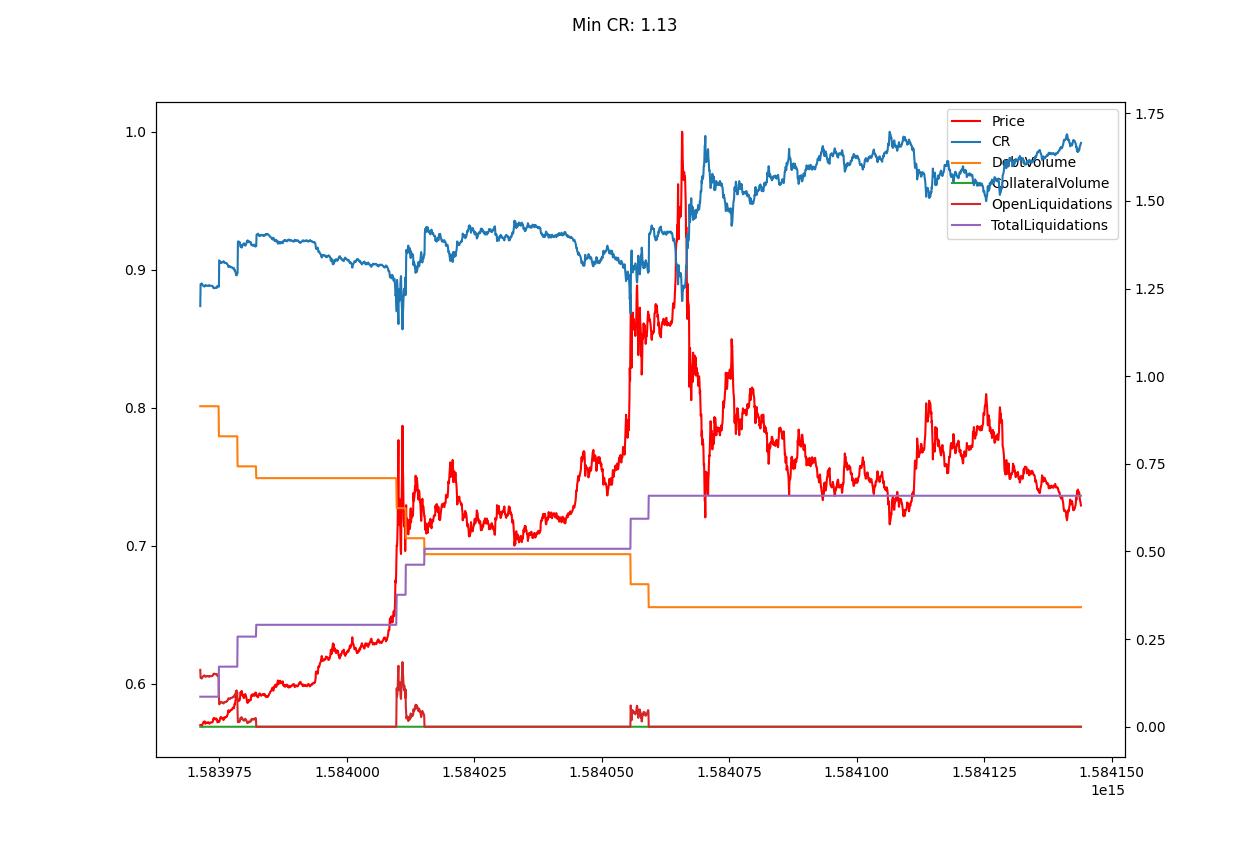 Min CR: 1.13
1.0
0.9
0.8
0.7
0.6
1.75
1.50
1.25
1.00
0.75
0.50
0.25
0.00
Price
CR
DebtVolume
CollateralVolume
OpenLiquidations
TotalLiquidations
1.583975 1.584000 1.584025 1.584050 1.584075 1.584100 1.584125 1.584150
1e15